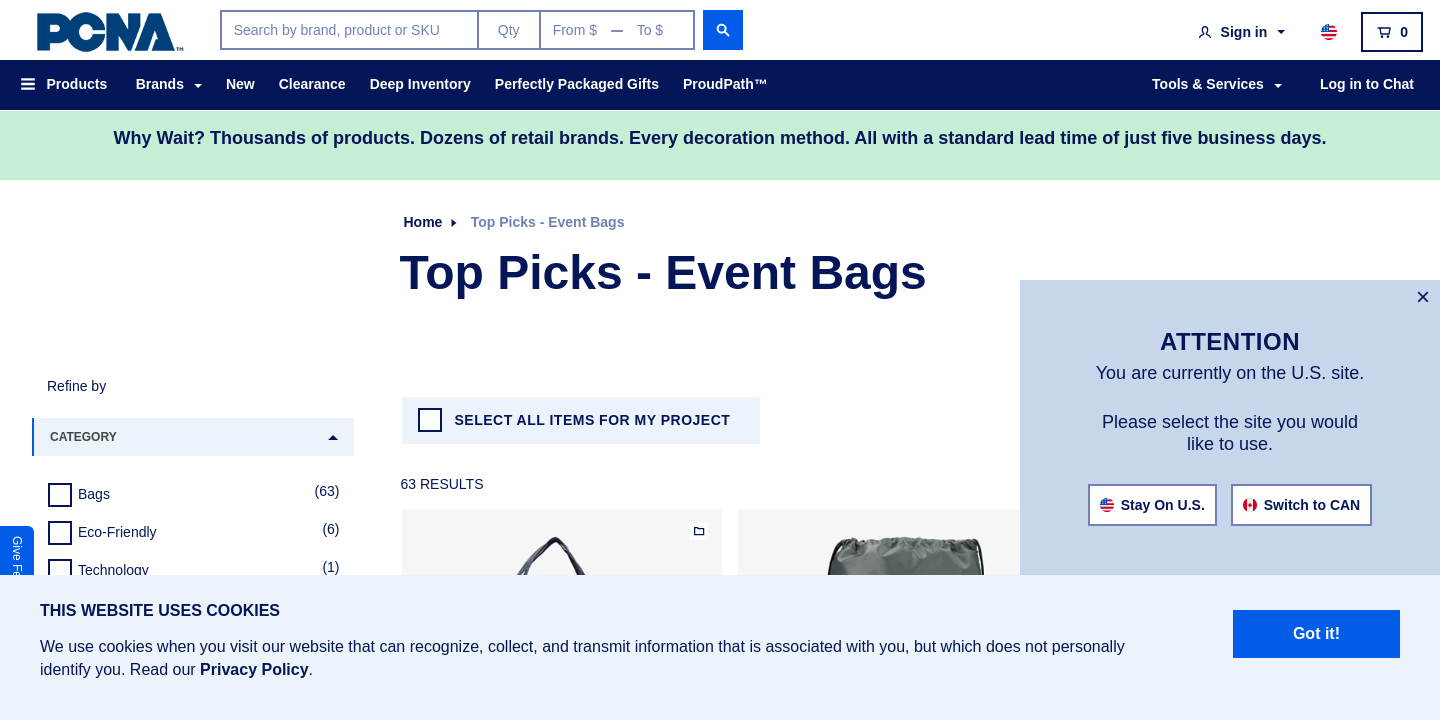 PCNA™
Search by brand, product or SKU Qty From $ — To $
Sign in
0
Products Brands New Clearance Deep Inventory Perfectly Packaged Gifts ProudPath™ Tools & Services Log in to Chat
Why Wait? Thousands of products. Dozens of retail brands. Every decoration method. All with a standard lead time of just five business days.
Home Top Picks - Event Bags
Top Picks - Event Bags
ATTENTION
You are currently on the U.S. site.
Please select the site you would
like to use.
Stay On U.S. Switch to CAN
Refine by
CATEGORY
Bags (63)
Eco-Friendly (6)
Technology (1)
SELECT ALL ITEMS FOR MY PROJECT
63 RESULTS
Give Fe
THIS WEBSITE USES COOKIES
We use cookies when you visit our website that can recognize, collect, and transmit information that is associated with you, but which does not personally
identify you. Read our Privacy Policy.
Got it!